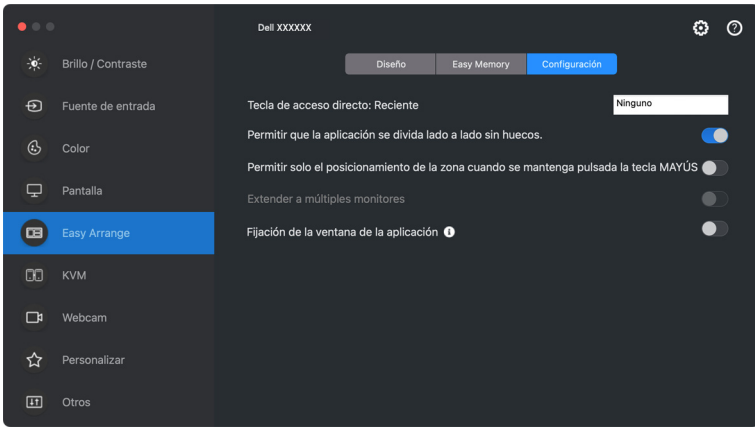 Dell XXXXXX
Brillo / Contraste
Fuente de entrada
Color
Pantalla
Easy Arrange
KVM
Webcam
Personalizar
Otros
Diseño
Easy Memory
Configuración
Tecla de acceso directo: Reciente
Ninguno
Permitir que la aplicación se divida lado a lado sin huecos.
Permitir solo el posicionamiento de la zona cuando se mantenga pulsada la tecla MAYÚS
Extender a múltiples monitores
Fijación de la ventana de la aplicación